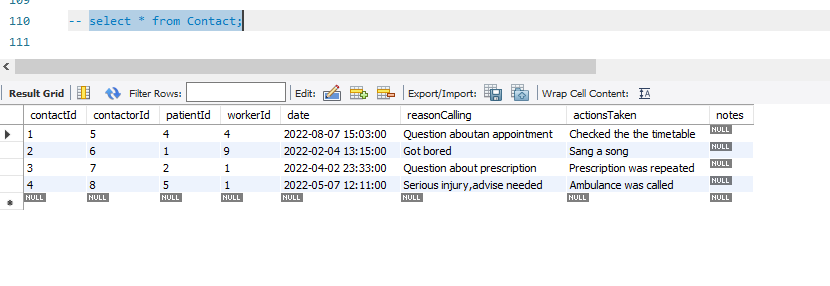 109
110 -- select * from Contact;
111
Result Grid Filter Rows: Edit: Export/Import: Wrap Cell Content: IA
contactId contactorId patientId workerId date reasonCalling actionsTaken notes
1 5 4 4 2022-08-07 15:03:00 Question aboutan appointment Checked the the timetable NULL
2 6 1 9 2022-02-04 13:15:00 Got bored Sang a song NULL
3 7 2 1 2022-04-02 23:33:00 Question about prescription Prescription was repeated NULL
4 8 5 1 2022-05-07 12:11:00 Serious injury,advise needed Ambulance was called NULL
NULL NULL NULL NULL NULL NULL NULL NULL